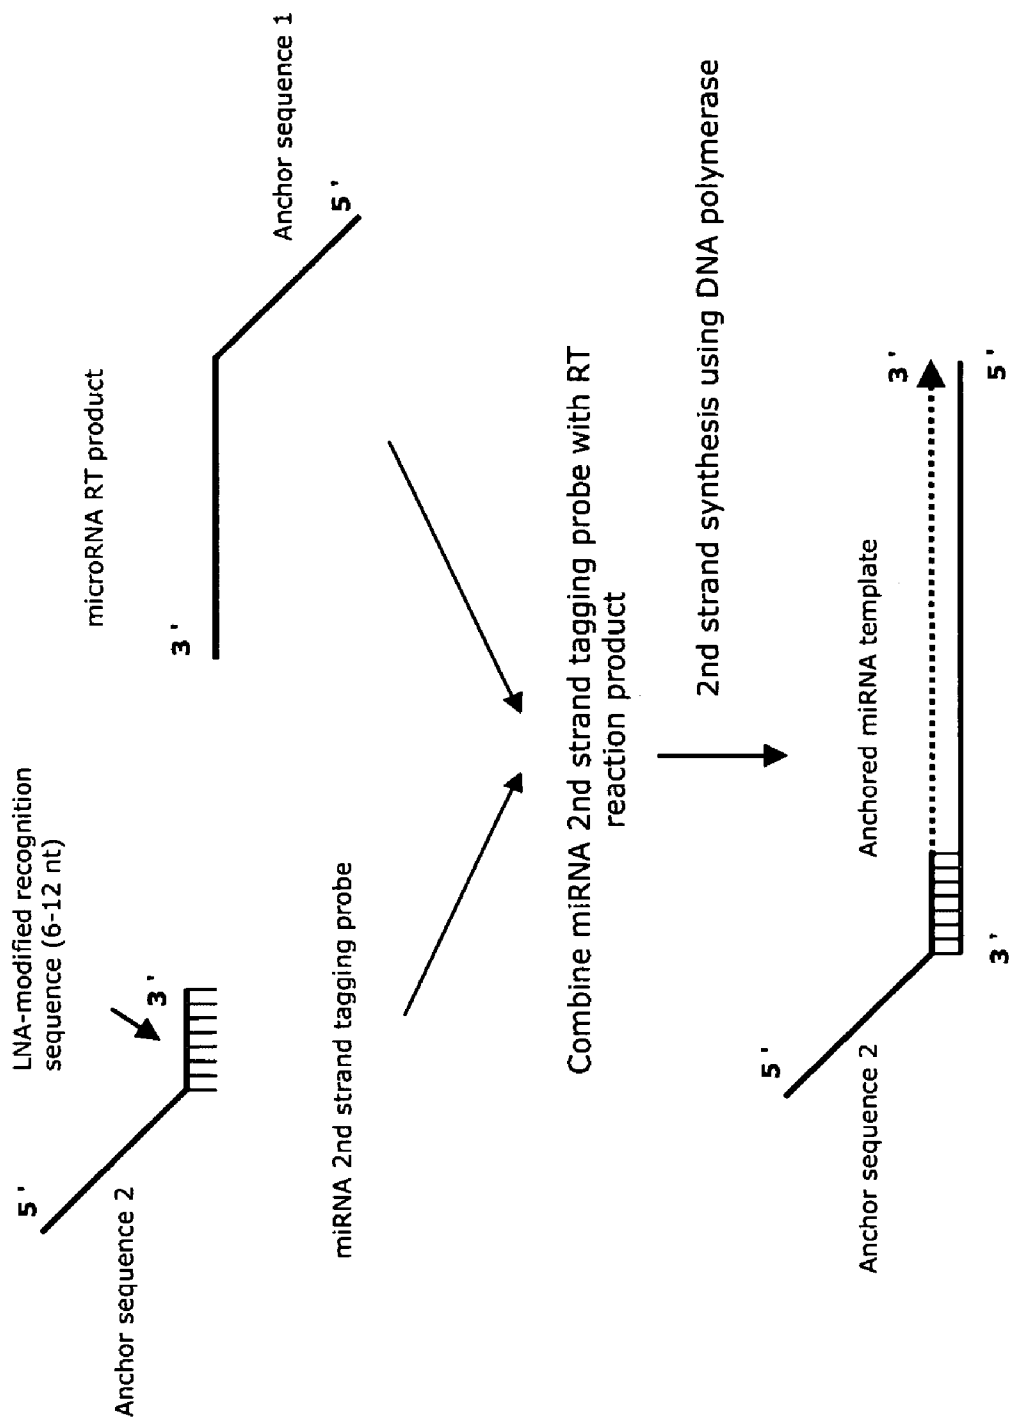 LNA-modified recognition
sequence (6-12 nt)
5'
3'
Anchor sequence 2
miRNA 2nd strand tagging probe
microRNA RT product
3'
Anchor sequence 1
5'
Combine miRNA 2nd strand tagging probe with RT
reaction product
2nd strand synthesis using DNA polymerase
5'
Anchor sequence 2
Anchored miRNA template
3'
3'
5'